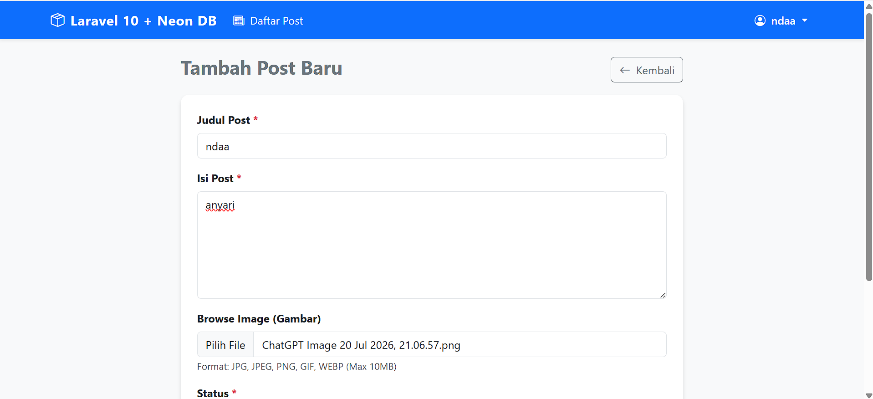 Laravel 10 + Neon DB Daftar Post ndaa
Tambah Post Baru Kembali
Judul Post *
ndaa
Isi Post *
anyari
Browse Image (Gambar)
Pilih File ChatGPT Image 20 Jul 2026, 21.06.57.png
Format: JPG, JPEG, PNG, GIF, WEBP (Max 10MB)
Status *